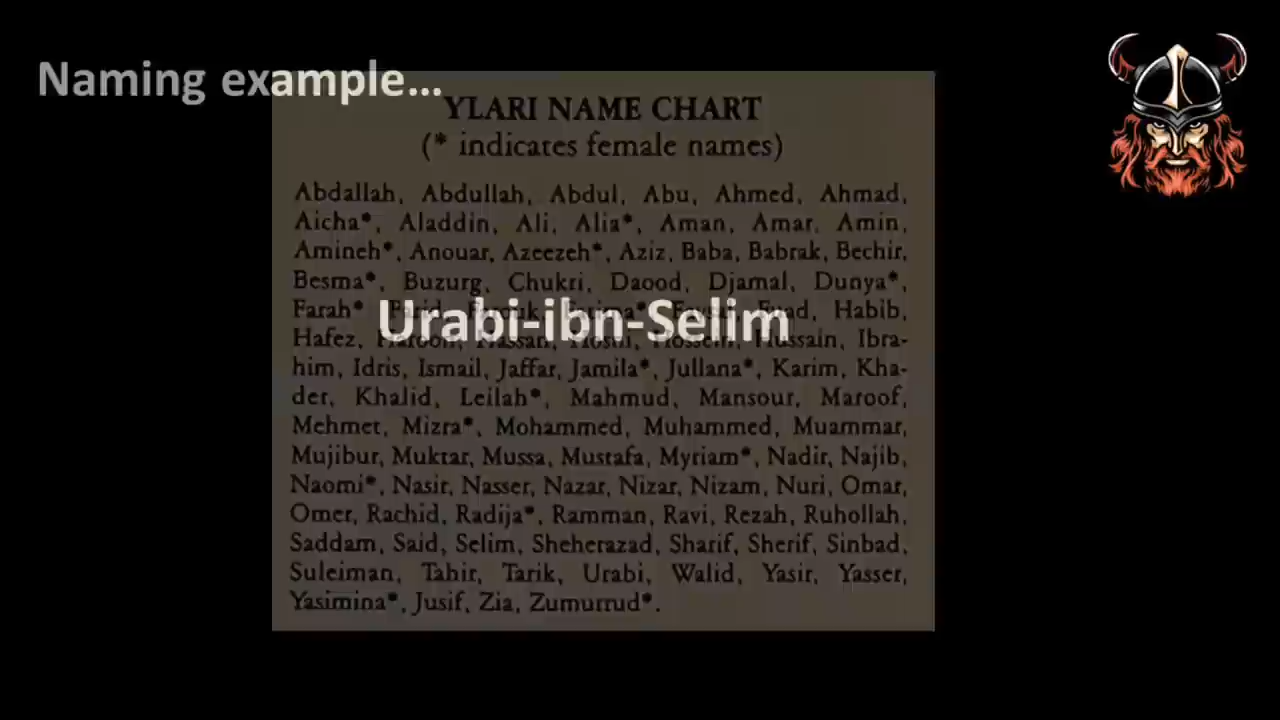 Naming example...
YLARI NAME CHART
(* indicates female names)
Abdallah, Abdullah, Abdul, Abu, Ahmed, Ahmad,
Aicha*, Aladdin, Ali, Alia*, Aman, Amar, Amin,
Amineh*, Anouar, Azeezeh*, Aziz, Baba, Babrak, Bechir,
Besma*, Buzurg, Chukri, Daood, Djamal, Dunya*,
Farah* Habib,
Urabi-ibn-Selim
Hafez, Hussain, Ibra-
him, Idris, Ismail, Jaffar, Jamila*, Jullana*, Karim, Kha-
der, Khalid, Leilah*, Mahmud, Mansour, Maroof,
Mehmet, Mizra*, Mohammed, Muhammed, Muammar,
Mujibur, Muktar, Mussa, Mustafa, Myriam*, Nadir, Najib,
Naomi*, Nasir, Nasser, Nazar, Nizar, Nizam, Nuri, Omar,
Omer, Rachid, Radija*, Ramman, Ravi, Rezah, Ruhollah,
Saddam, Said, Selim, Sheherazad, Sharif, Sherif, Sinbad,
Suleiman, Tahir, Tarik, Urabi, Walid, Yasir, Yasser,
Yasimina*, Jusif, Zia, Zumurrud*.